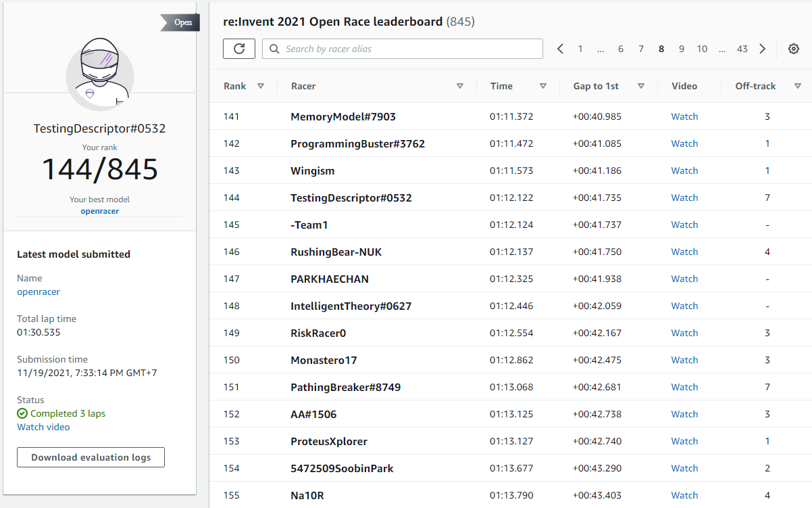 Open
TestingDescriptor#0532
Your rank
144/845
Your best model
openracer
Latest model submitted
Name
openracer
Total lap time
01:30.535
Submission time
11/19/2021, 7:33:14 PM GMT+7
Status
Completed 3 laps
Watch video
Download evaluation logs
re:Invent 2021 Open Race leaderboard (845)
Search by racer alias
1 ... 6 7 8 9 10 ... 43
Rank Racer Time Gap to 1st Video Off-track
141 MemoryModel#7903 01:11.372 +00:40.985 Watch 3
142 ProgrammingBuster#3762 01:11.472 +00:41.085 Watch 1
143 Wingism 01:11.573 +00:41.186 Watch 1
144 TestingDescriptor#0532 01:12.122 +00:41.735 Watch 7
145 -Team1 01:12.124 +00:41.737 Watch -
146 RushingBear-NUK 01:12.137 +00:41.750 Watch 4
147 PARKHAECHAN 01:12.325 +00:41.938 Watch -
148 IntelligentTheory#0627 01:12.446 +00:42.059 Watch -
149 RiskRacer0 01:12.554 +00:42.167 Watch 3
150 Monastero17 01:12.862 +00:42.475 Watch 3
151 PathingBreaker#8749 01:13.068 +00:42.681 Watch 7
152 AA#1506 01:13.125 +00:42.738 Watch 3
153 ProteusXplorer 01:13.127 +00:42.740 Watch 1
154 5472509SoobinPark 01:13.677 +00:43.290 Watch 2
155 Na10R 01:13.790 +00:43.403 Watch 4